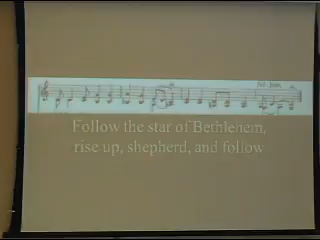 Follow the star of Bethlehem,
rise up, shepherd, and follow